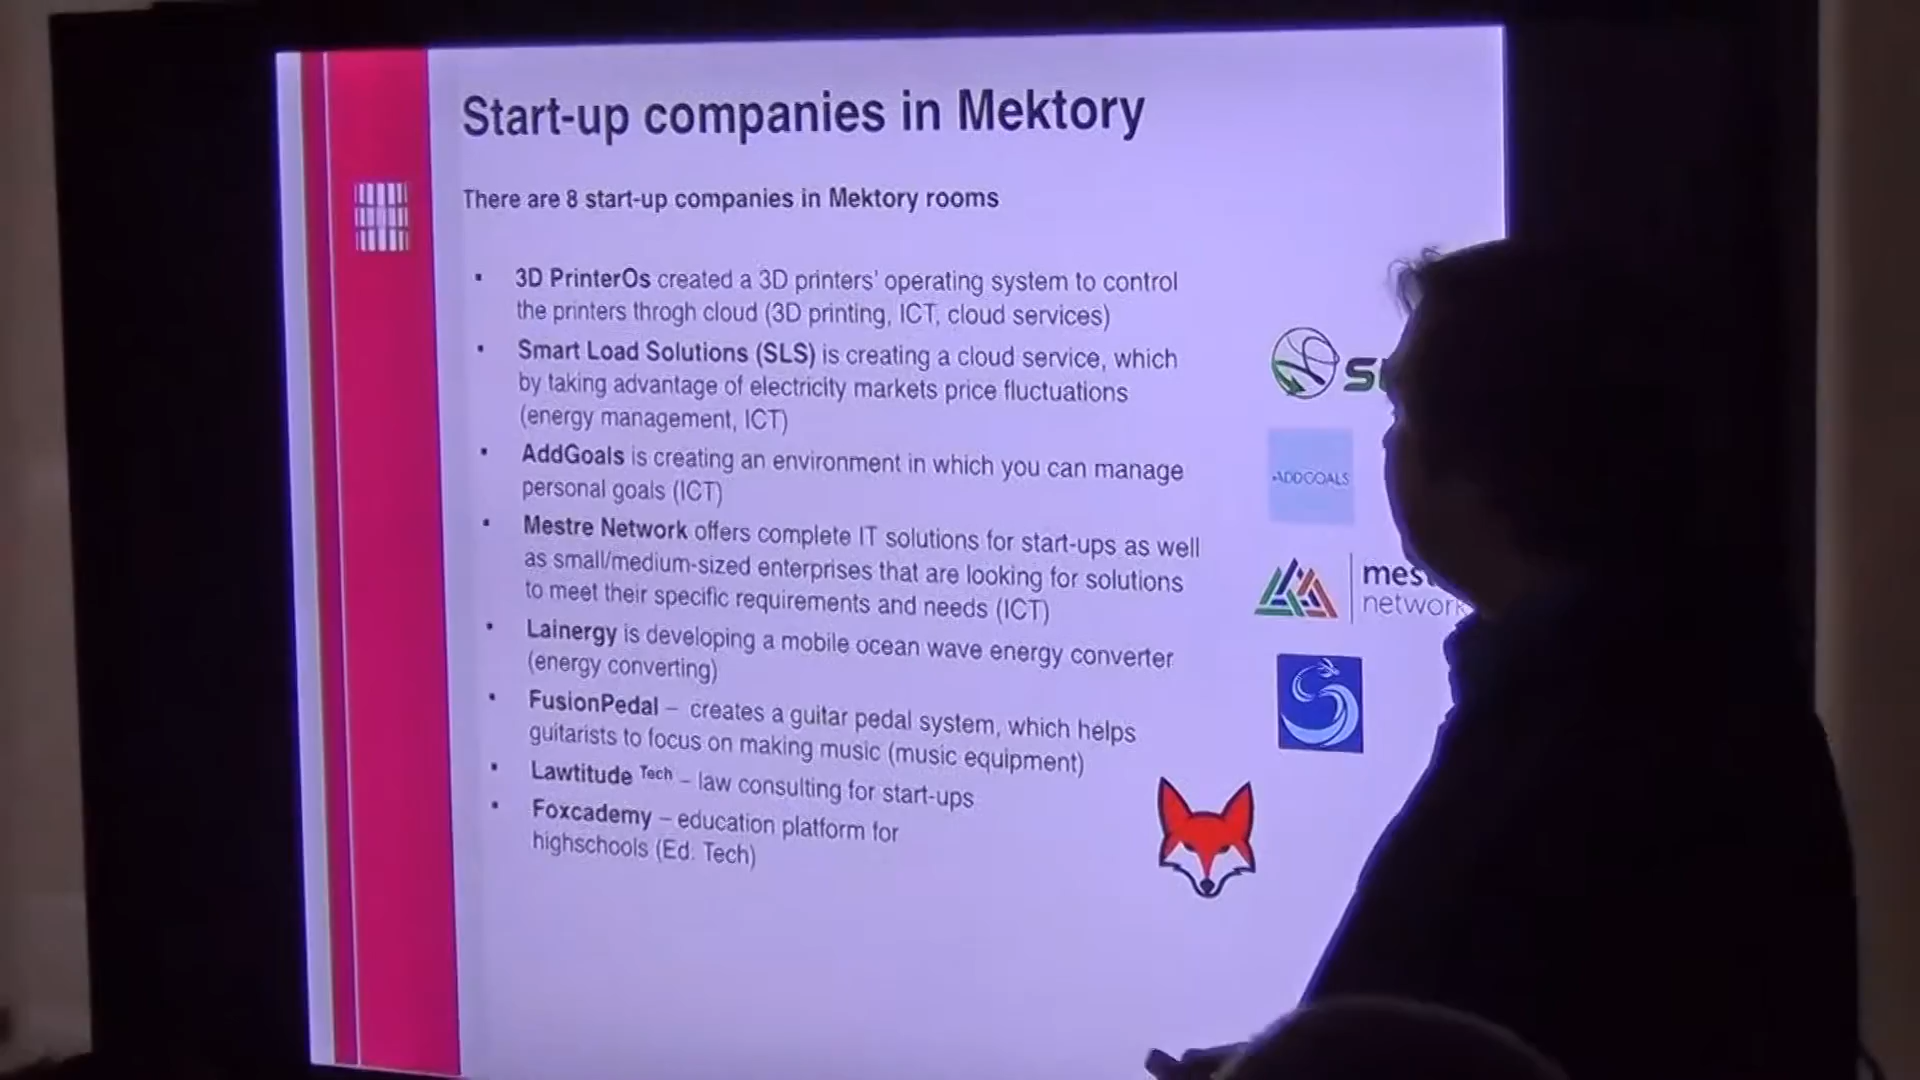 Start-up companies in Mektory
There are 8 start-up companies in Mektory rooms
3D PrinterOs created a 3D printers' operating system to control
the printers throgh cloud (3D printing, ICT, cloud services)
Smart Load Solutions (SLS) is creating a cloud service, which
by taking advantage of electricity markets price fluctuations
(energy management, ICT)
AddGoals is creating an environment in which you can manage
personal goals (ICT)
ADDGOALS
Mestre Network offers complete IT solutions for start-ups as well
as small/medium-sized enterprises that are looking for solutions
to meet their specific requirements and needs (ICT)
network
Lainergy is developing a mobile ocean wave energy converter
(energy converting)
FusionPedal – creates a guitar pedal system, which helps
guitarists to focus on making music (music equipment)
Lawtitude Tech – law consulting for start-ups
Foxcademy – education platform for
highschools (Ed. Tech)